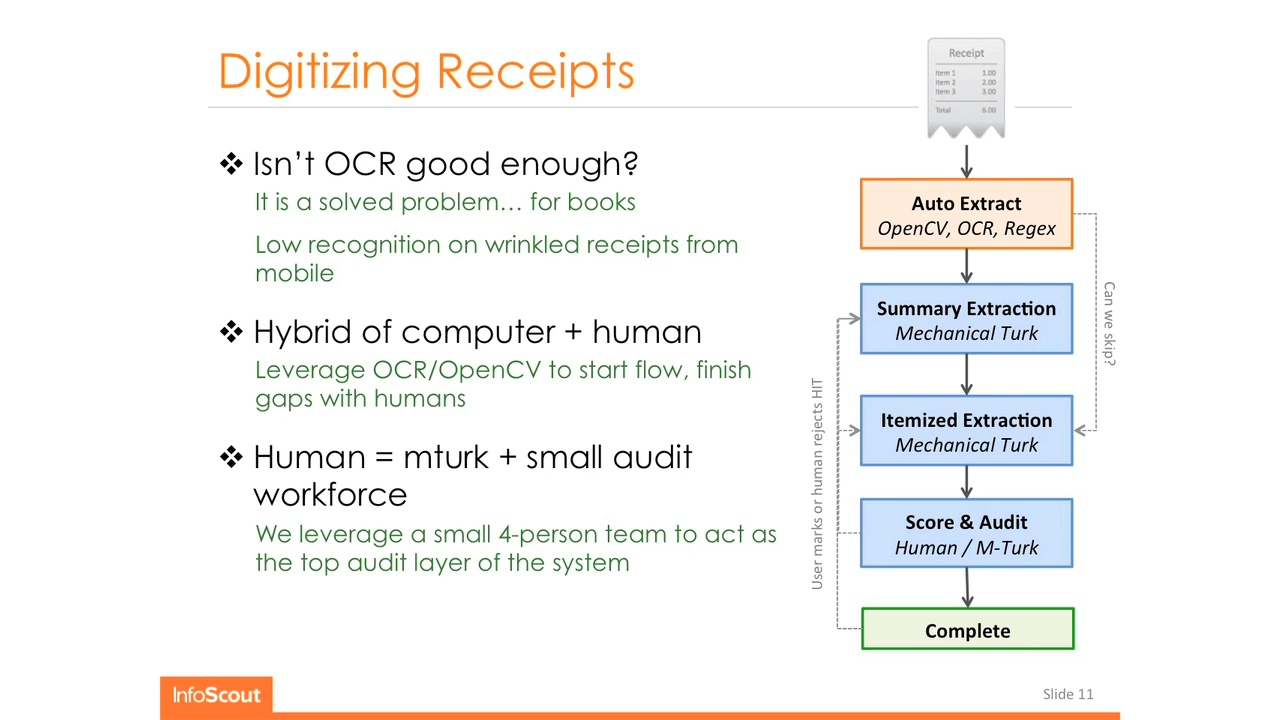 Digitizing Receipts
❖ Isn't OCR good enough?
It is a solved problem… for books
Low recognition on wrinkled receipts from
mobile
❖ Hybrid of computer + human
Leverage OCR/OpenCV to start flow, finish
gaps with humans
❖ Human = mturk + small audit
workforce
We leverage a small 4-person team to act as
the top audit layer of the system
Receipt
Item 1 1.00
Item 2 2.00
Item 3 3.00
Total 6.00
Auto Extract
OpenCV, OCR, Regex
Summary Extraction
Mechanical Turk
Itemized Extraction
Mechanical Turk
Score & Audit
Human / M-Turk
Complete
Can we skip?
User marks or human rejects HIT
InfoScout
Slide 11